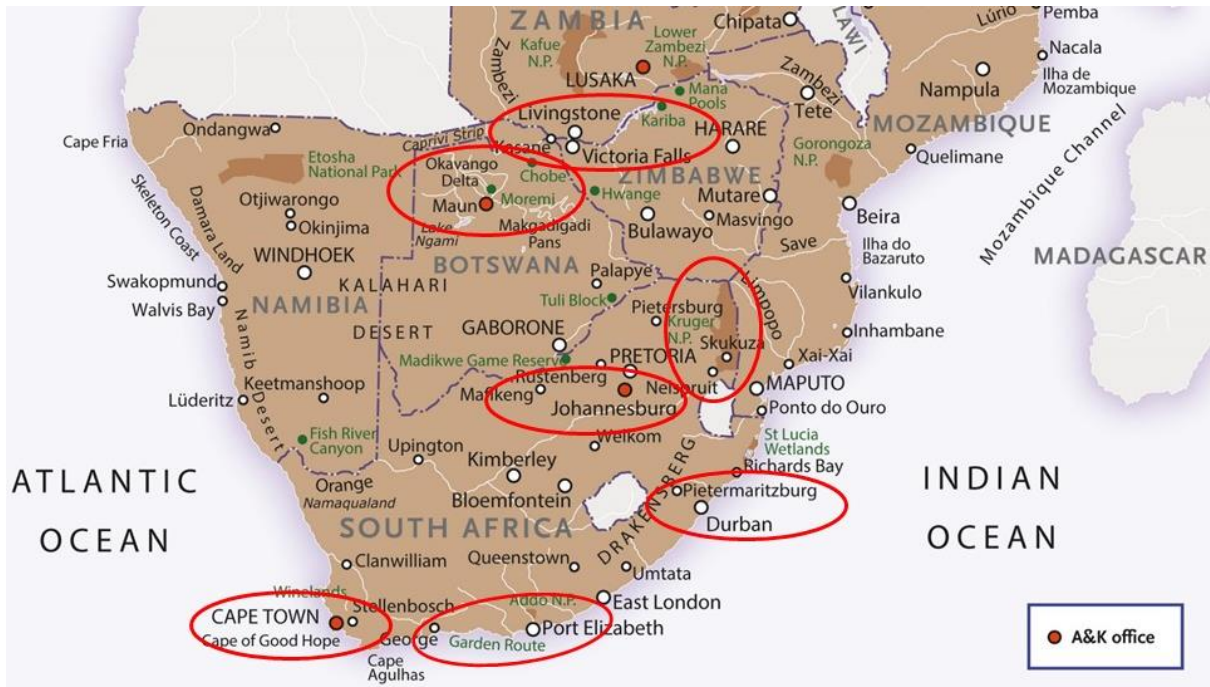 ZAMBIA
Chipata
Lúrio
Pemba
Kafue
N.P.
Lower
Zambezi
N.P.
LAWI
Nacala
Zambezi
LUSAKA
Zambezi
Nampula
Ilha de
Mozambique
Mana
Pools
Tete
Livingstone
Kariba
HARARE
MOZAMBIQUE
Cape Fria
Ondangwa
Caprivi Strip
Kasane
Victoria Falls
Gorongoza
N.P.
Quelimane
Mozambique Channel
Etosha
National Park
Okavango
Delta
Chobe
ZIMBABWE
Skeleton Coast
Damara Land
Otjiwarongo
Moremi
Hwange
Mutare
Maun
Okinjima
Masvingo
Beira
Lake
Ngami
Makgadigadi
Pans
Bulawayo
WINDHOEK
Save
Ilha do
Bazaruto
MADAGASCAR
BOTSWANA
Palapye
Swakopmund
KALAHARI
Limpopo
Vilankulo
Walvis Bay
NAMIBIA
Tuli Block
Pietersburg
Namib
Desert
DESERT
GABORONE
Kruger
N.P.
Inhambane
Skukuza
Madikwe Game Reserve
PRETORIA
Xai-Xai
Keetmanshoop
Rustenberg
Nelspruit
MAPUTO
Lüderitz
Mafikeng
Johannesburg
Ponto do Ouro
Fish River
Canyon
Upington
Welkom
St Lucia
Wetlands
Kimberley
Richards Bay
ATLANTIC
OCEAN
INDIAN
OCEAN
Orange
Namaqualand
Bloemfontein
DRAKENSBERG
Pietermaritzburg
Durban
SOUTH AFRICA
Clanwilliam
Queenstown
Umtata
Winelands
CAPE TOWN
Stellenbosch
Addo N.P.
East London
Cape of Good Hope
George
Garden Route
Port Elizabeth
Cape
Agulhas
A&K office